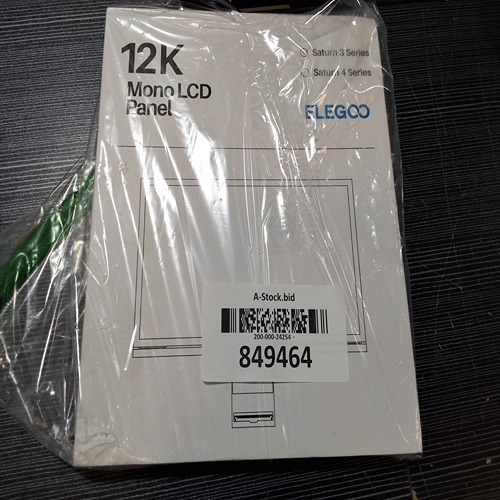 12K
Mono LCD
Panel
Saturn 3 Series
Saturn 4 Series
ELEGOO
A-Stock.bid
200-000-24254 -
849464